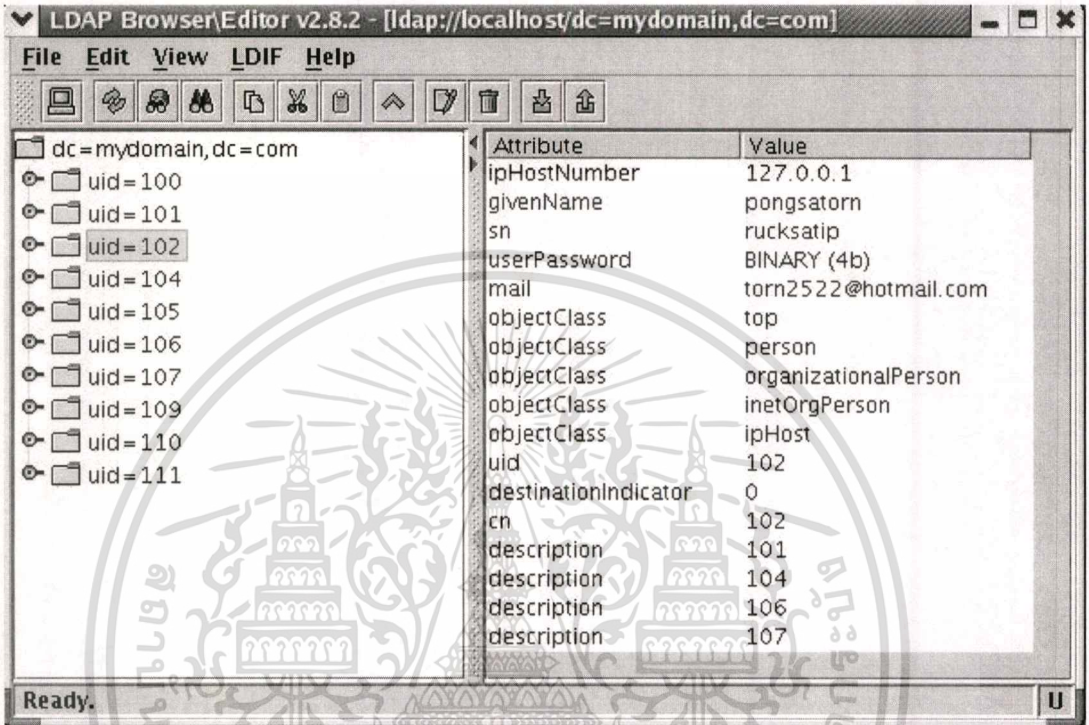 LDAP Browser\Editor v2.8.2 - [ldap://localhost/dc=mydomain,dc=com]
File Edit View LDIF Help
dc=mydomain,dc=com
uid=100
uid=101
uid=102
uid=104
uid=105
uid=106
uid=107
uid=109
uid=110
uid=111
Attribute Value
ipHostNumber 127.0.0.1
givenName pongsatorn
sn rucksatip
userPassword BINARY (4b)
mail torn2522@hotmail.com
objectClass top
objectClass person
objectClass organizationalPerson
objectClass inetOrgPerson
objectClass ipHost
uid 102
destinationIndicator 0
cn 102
description 101
description 104
description 106
description 107
Ready. U